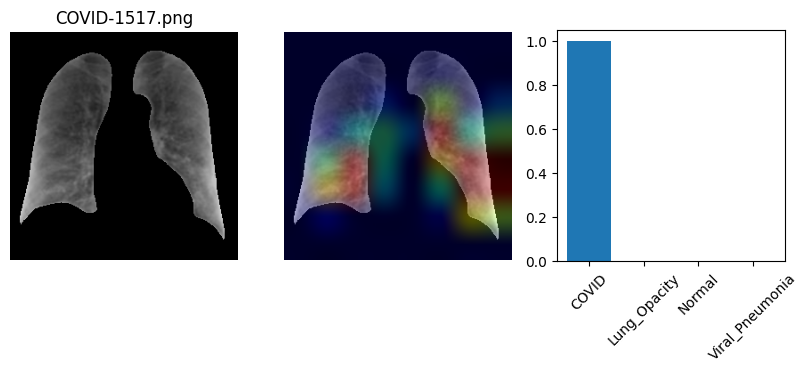 COVID-1517.png
1.0
0.8
0.6
0.4
0.2
0.0
COVID
Lung_Opacity
Normal
Viral_Pneumonia